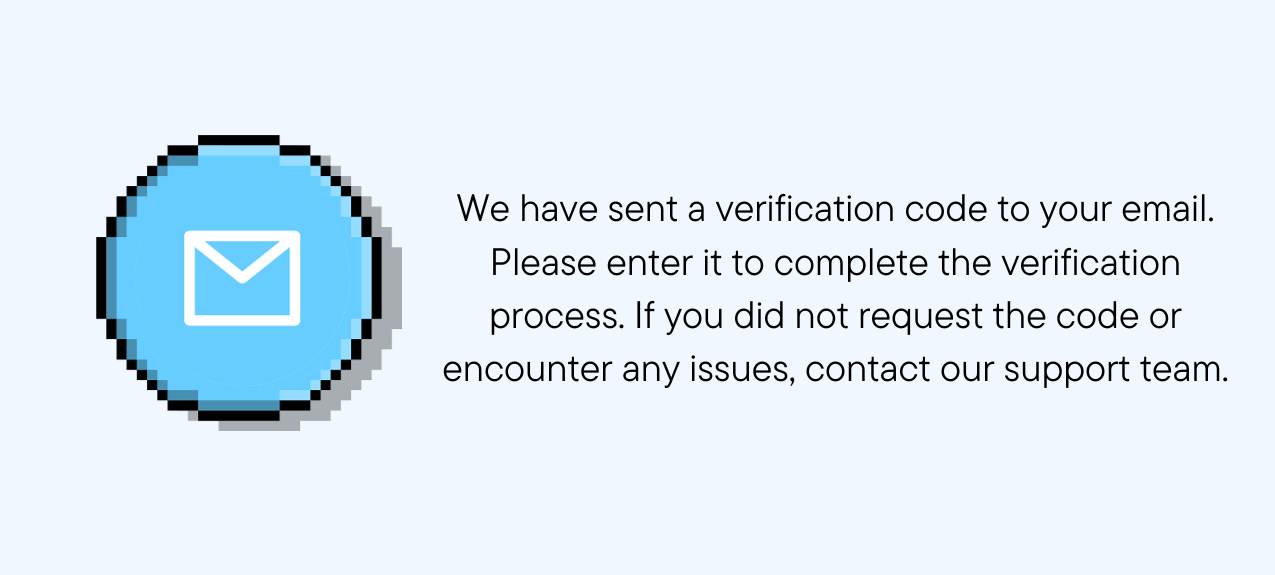 We have sent a verification code to your email.
Please enter it to complete the verification
process. If you did not request the code or
encounter any issues, contact our support team.